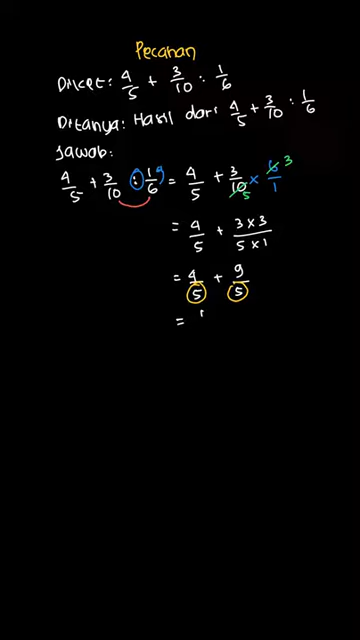 Pecahan
Diket: 4/5 + 3/10 : 1/6
Ditanya: Hasil dari 4/5 + 3/10 : 1/6
Jawab:
4/5 + 3/10 : 1/6 = 4/5 + 3/10 5 × 6/1 3
= 4/5 + 3 × 3/5 × 1
= 4/5 + 9/5
=